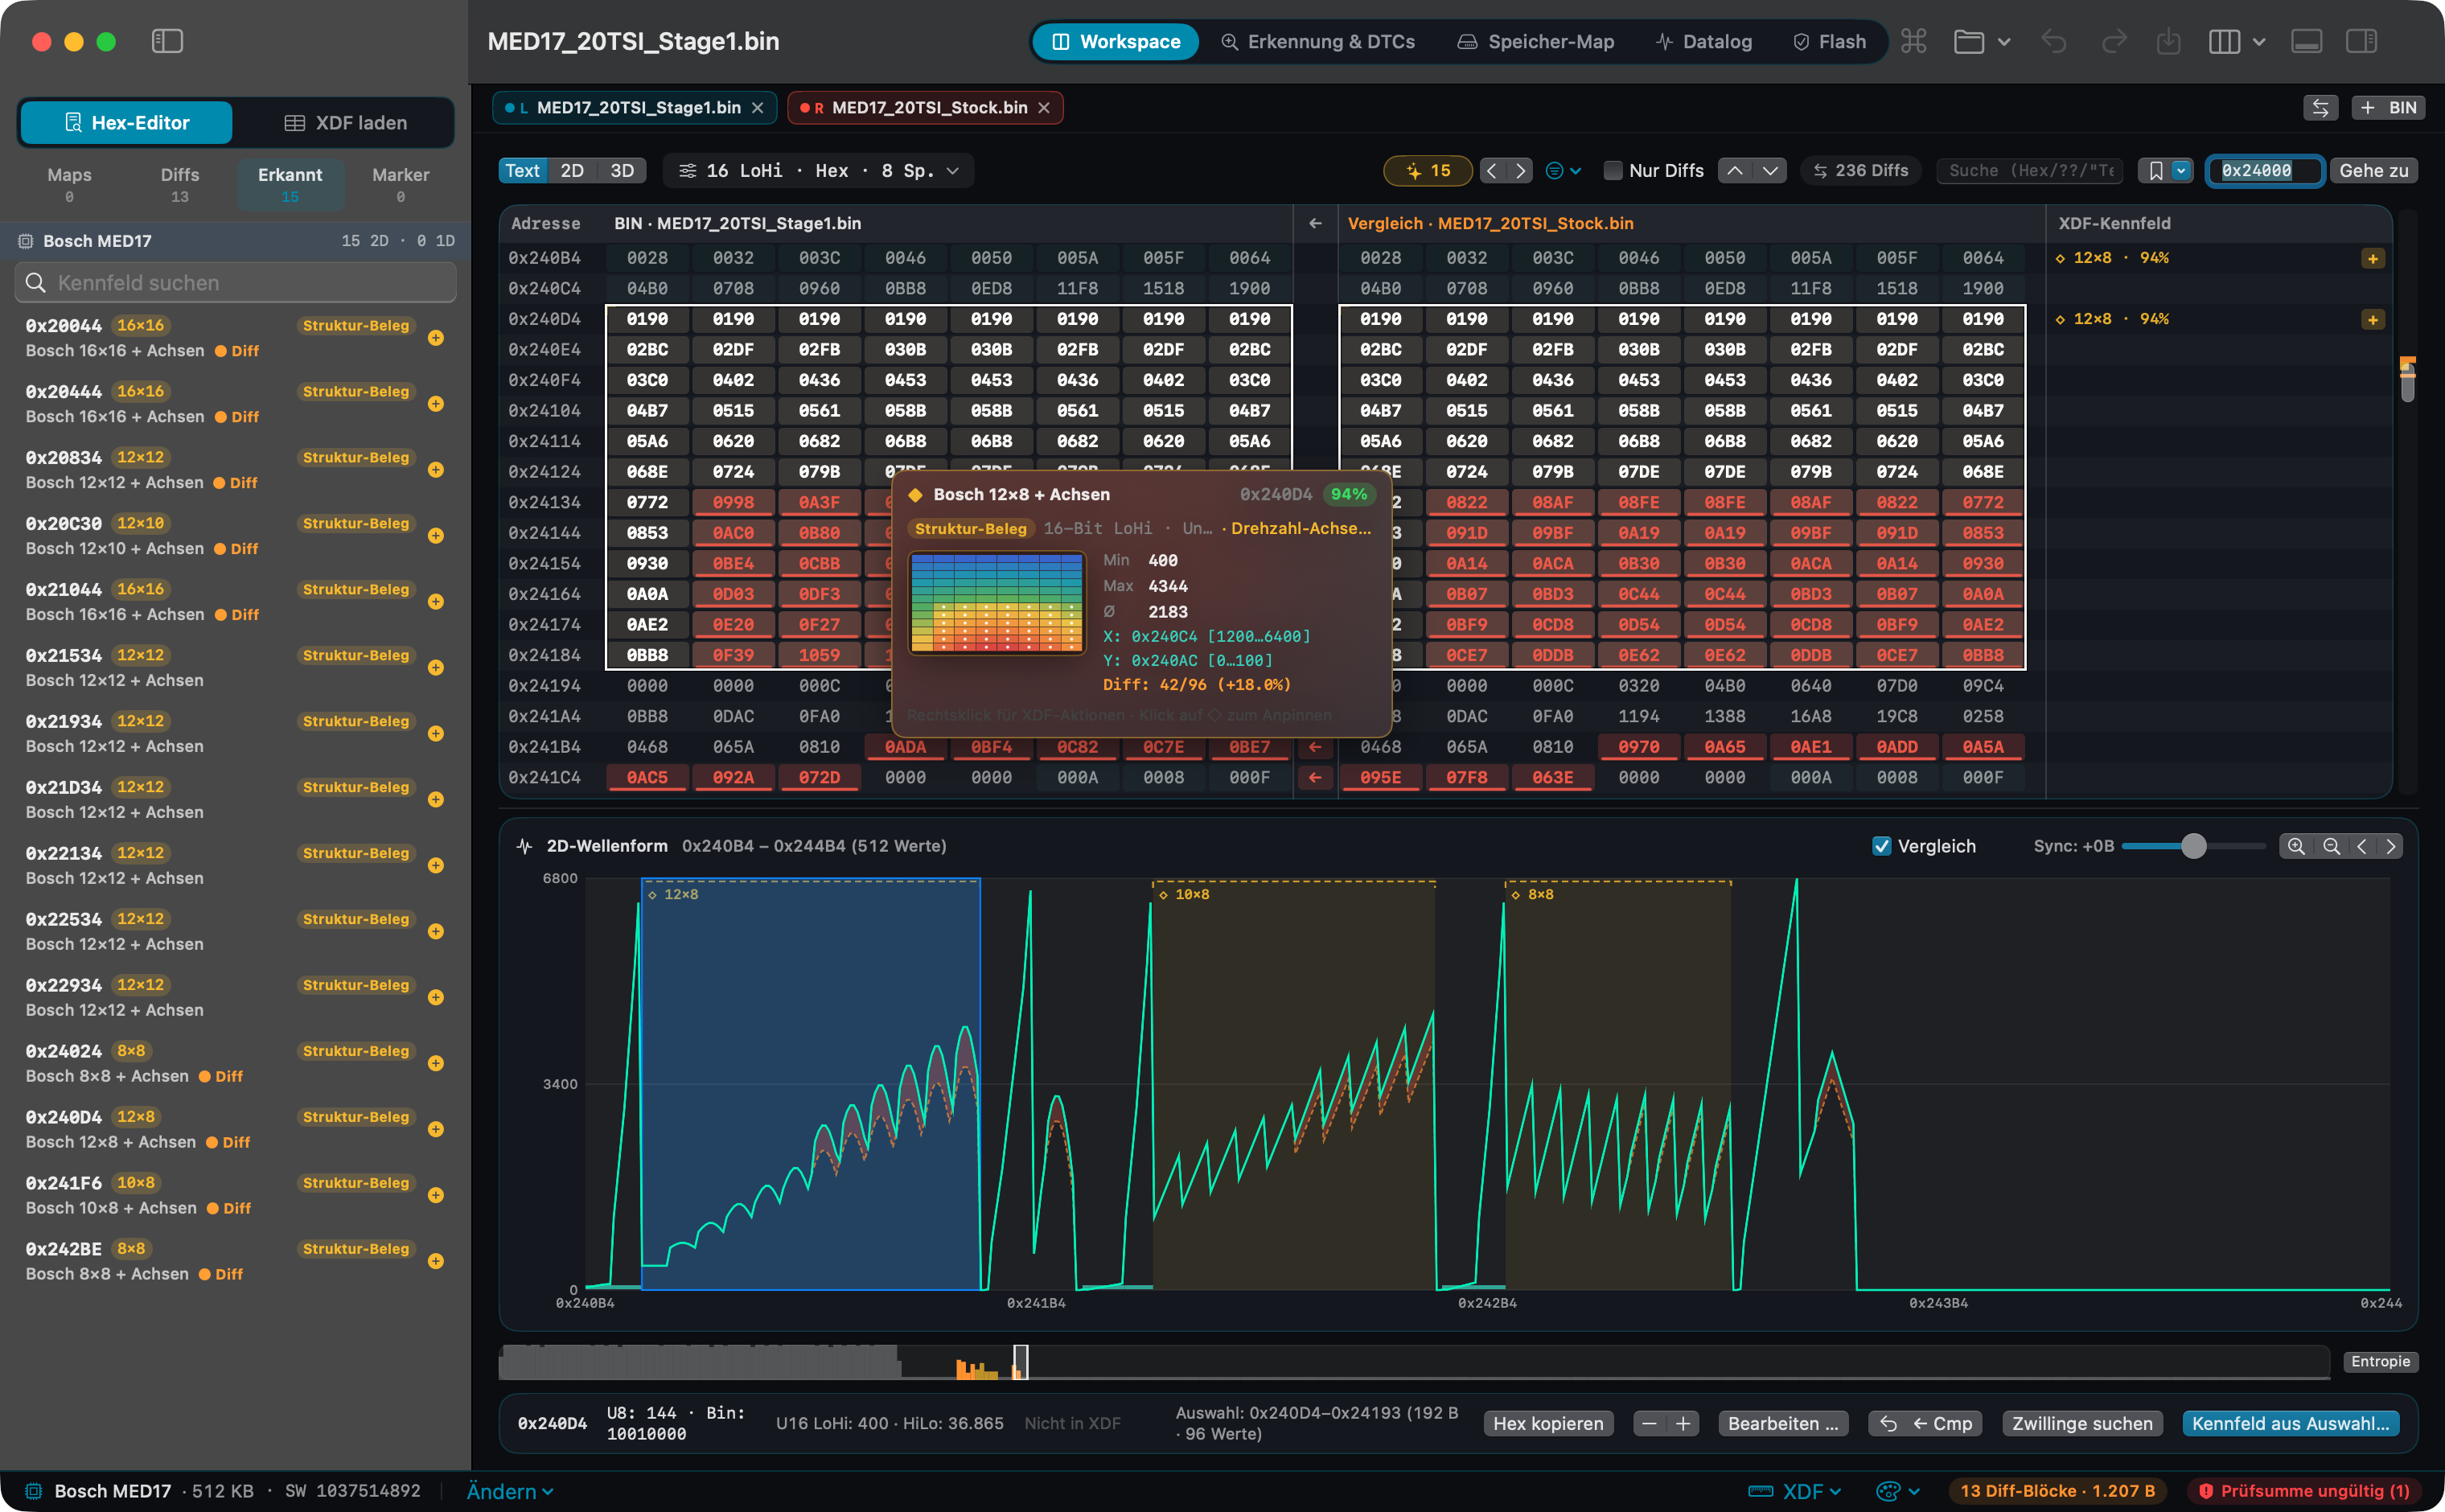 MED17_20TSI_Stage1.bin
Workspace
Erkennung & DTCs
Speicher-Map
Datalog
Flash
Hex-Editor
XDF laden
Maps
0
Diffs
13
Erkannt
15
Marker
0
Bosch MED17
15 2D · 0 1D
Kennfeld suchen
0x20044 16×16 Struktur-Beleg
Bosch 16×16 + Achsen Diff
0x20444 16×16 Struktur-Beleg
Bosch 16×16 + Achsen Diff
0x20834 12×12 Struktur-Beleg
Bosch 12×12 + Achsen Diff
0x20C30 12×10 Struktur-Beleg
Bosch 12×10 + Achsen Diff
0x21044 16×16 Struktur-Beleg
Bosch 16×16 + Achsen Diff
0x21534 12×12 Struktur-Beleg
Bosch 12×12 + Achsen
0x21934 12×12 Struktur-Beleg
Bosch 12×12 + Achsen
0x21D34 12×12 Struktur-Beleg
Bosch 12×12 + Achsen
0x22134 12×12 Struktur-Beleg
Bosch 12×12 + Achsen
0x22534 12×12 Struktur-Beleg
Bosch 12×12 + Achsen
0x22934 12×12 Struktur-Beleg
Bosch 12×12 + Achsen
0x24024 8×8 Struktur-Beleg
Bosch 8×8 + Achsen Diff
0x240D4 12×8 Struktur-Beleg
Bosch 12×8 + Achsen Diff
0x241F6 10×8 Struktur-Beleg
Bosch 10×8 + Achsen Diff
0x242BE 8×8 Struktur-Beleg
Bosch 8×8 + Achsen Diff
L MED17_20TSI_Stage1.bin ×
R MED17_20TSI_Stock.bin ×
+ BIN
Text 2D 3D
16 LoHi · Hex · 8 Sp.
15
Nur Diffs
236 Diffs
Suche (Hex/??/"Te
0x24000
Gehe zu
Adresse BIN · MED17_20TSI_Stage1.bin ← Vergleich · MED17_20TSI_Stock.bin XDF-Kennfeld
0x240B4 0028 0032 003C 0046 0050 005A 005F 0064 0028 0032 003C 0046 0050 005A 005F 0064 ◇ 12×8 · 94% +
0x240C4 04B0 0708 0960 0BB8 0ED8 11F8 1518 1900 04B0 0708 0960 0BB8 0ED8 11F8 1518 1900
0x240D4 0190 0190 0190 0190 0190 0190 0190 0190 0190 0190 0190 0190 0190 0190 0190 0190 ◇ 12×8 · 94% +
0x240E4 02BC 02DF 02FB 030B 030B 02FB 02DF 02BC 02BC 02DF 02FB 030B 030B 02FB 02DF 02BC
0x240F4 03C0 0402 0436 0453 0453 0436 0402 03C0 03C0 0402 0436 0453 0453 0436 0402 03C0
0x24104 04B7 0515 0561 058B 058B 0561 0515 04B7 04B7 0515 0561 058B 058B 0561 0515 04B7
0x24114 05A6 0620 0682 06B8 06B8 0682 0620 05A6 05A6 0620 0682 06B8 06B8 0682 0620 05A6
0x24124 068E 0724 079B 0724 079B 07DE 07DE 079B 0724 068E
0x24134 0772 0998 0A3F 0822 08AF 08FE 08FE 08AF 0822 0772
0x24144 0853 0AC0 0B80 091D 09BF 0A19 0A19 09BF 091D 0853
0x24154 0930 0BE4 0CBB 0A14 0ACA 0B30 0B30 0ACA 0A14 0930
0x24164 0A0A 0D03 0DF3 0B07 0BD3 0C44 0C44 0BD3 0B07 0A0A
0x24174 0AE2 0E20 0F27 0BF9 0CD8 0D54 0D54 0CD8 0BF9 0AE2
0x24184 0BB8 0F39 1059 0CE7 0DDB 0E62 0E62 0DDB 0CE7 0BB8
0x24194 0000 0000 000C 0000 000C 0320 04B0 0640 07D0 09C4
0x241A4 0BB8 0DAC 0FA0 0DAC 0FA0 1194 1388 16A8 19C8 0258
0x241B4 0468 065A 0810 0ADA 0BF4 0C82 0C7E 0BE7 ← 0468 065A 0810 0970 0A65 0AE1 0ADD 0A5A
0x241C4 0AC5 092A 072D 0000 0000 000A 0008 000F ← 095E 07F8 063E 0000 0000 000A 0008 000F
Bosch 12×8 + Achsen 0x240D4 94%
Struktur-Beleg 16-Bit LoHi · Un… · Drehzahl-Achse…
Min 400
Max 4344
Ø 2183
X: 0x240C4 [1200…6400]
Y: 0x240AC [0…100]
Diff: 42/96 (+18.0%)
Rechtsklick für XDF-Aktionen · Klick auf ◇ zum Anpinnen
2D-Wellenform 0x240B4 – 0x244B4 (512 Werte)
Vergleich
Sync: +0B
6800
3400
0
◇ 12×8
◇ 10×8
◇ 8×8
0x240B4 0x241B4 0x242B4 0x243B4 0x244
Entropie
0x240D4
U8: 144 · Bin:
10010000
U16 LoHi: 400 · HiLo: 36.865
Nicht in XDF
Auswahl: 0x240D4–0x24193 (192 B
· 96 Werte)
Hex kopieren
− +
Bearbeiten ...
← Cmp
Zwillinge suchen
Kennfeld aus Auswahl...
Bosch MED17 · 512 KB · SW 1037514892
Ändern
XDF
13 Diff-Blöcke · 1.207 B
Prüfsumme ungültig (1)